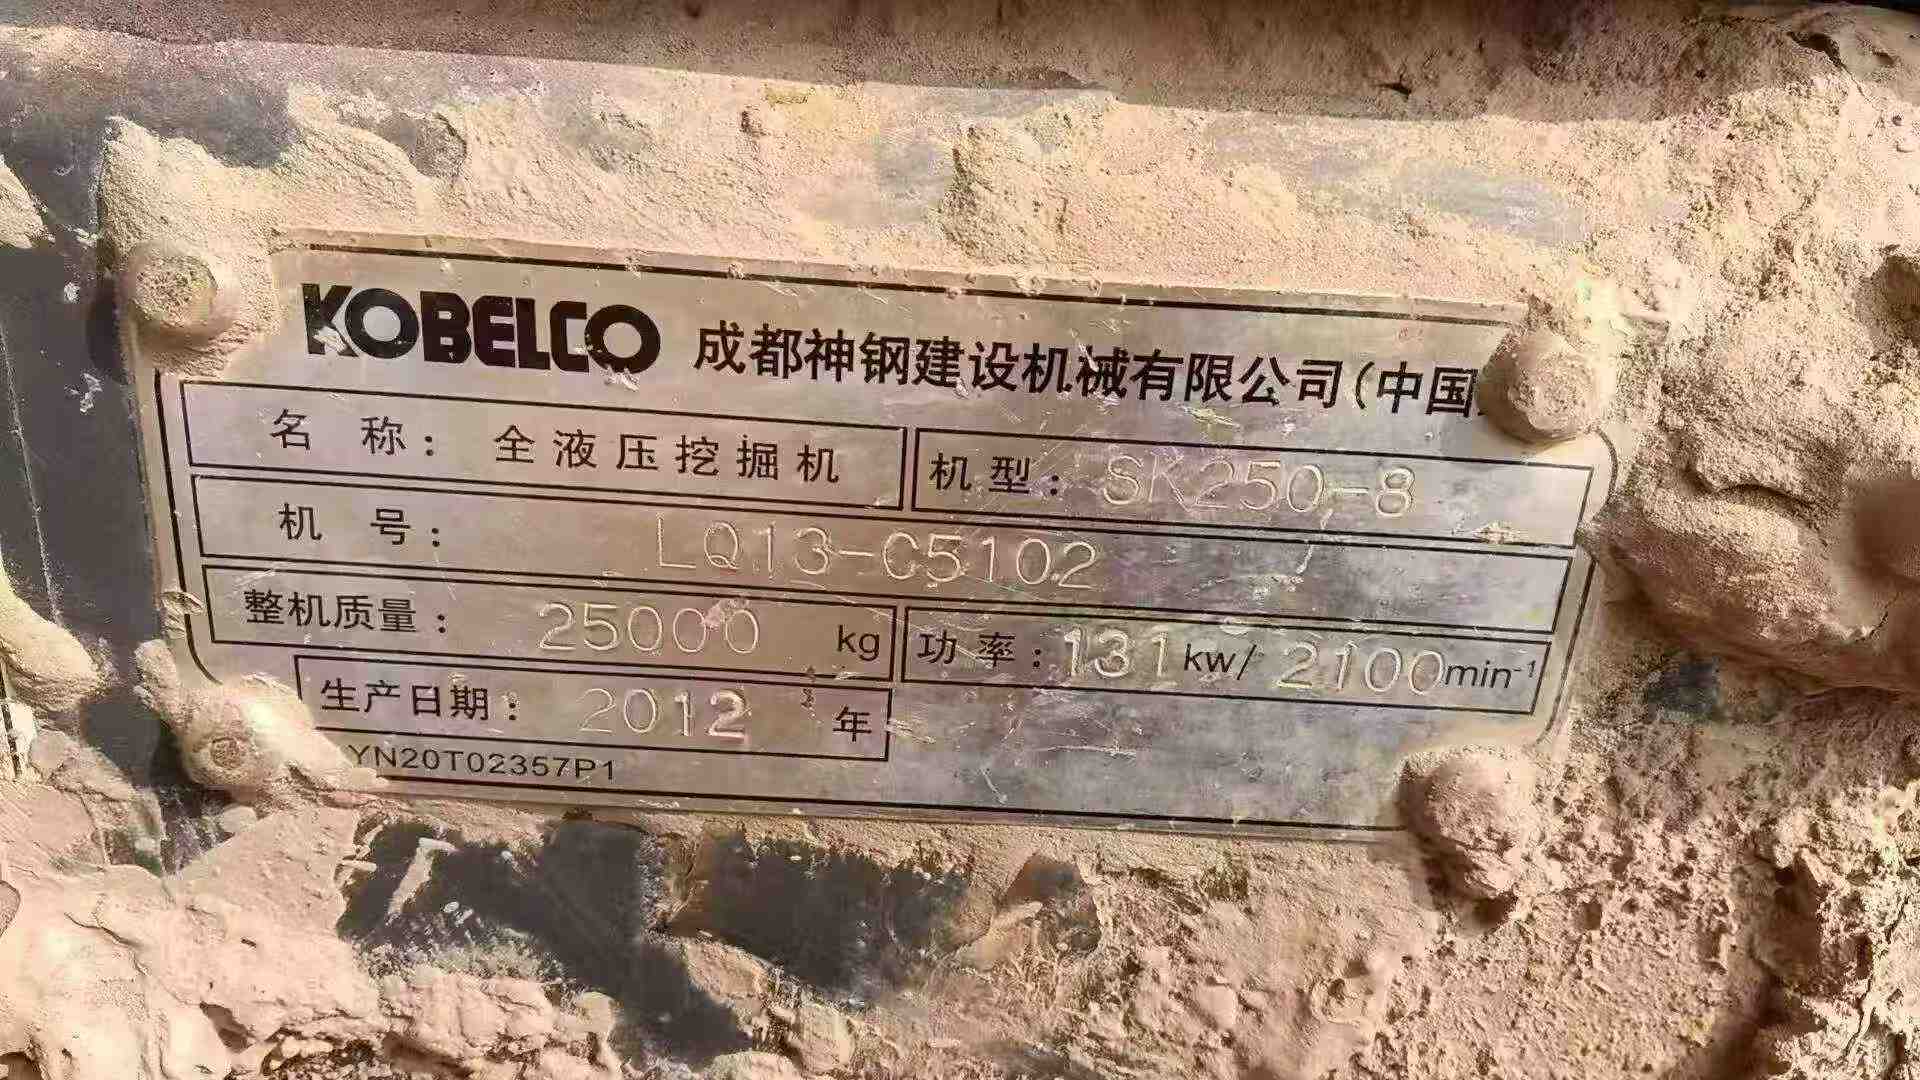 KOBELCO 成都神钢建设机械有限公司(中国
名称: 全液压挖掘机 机型: SK250-8
机号: LQ13-C5102
整机质量: 25000 kg 功率: 131 kw/ 2100 min-1
生产日期: 2012 年
YN20T02357P1